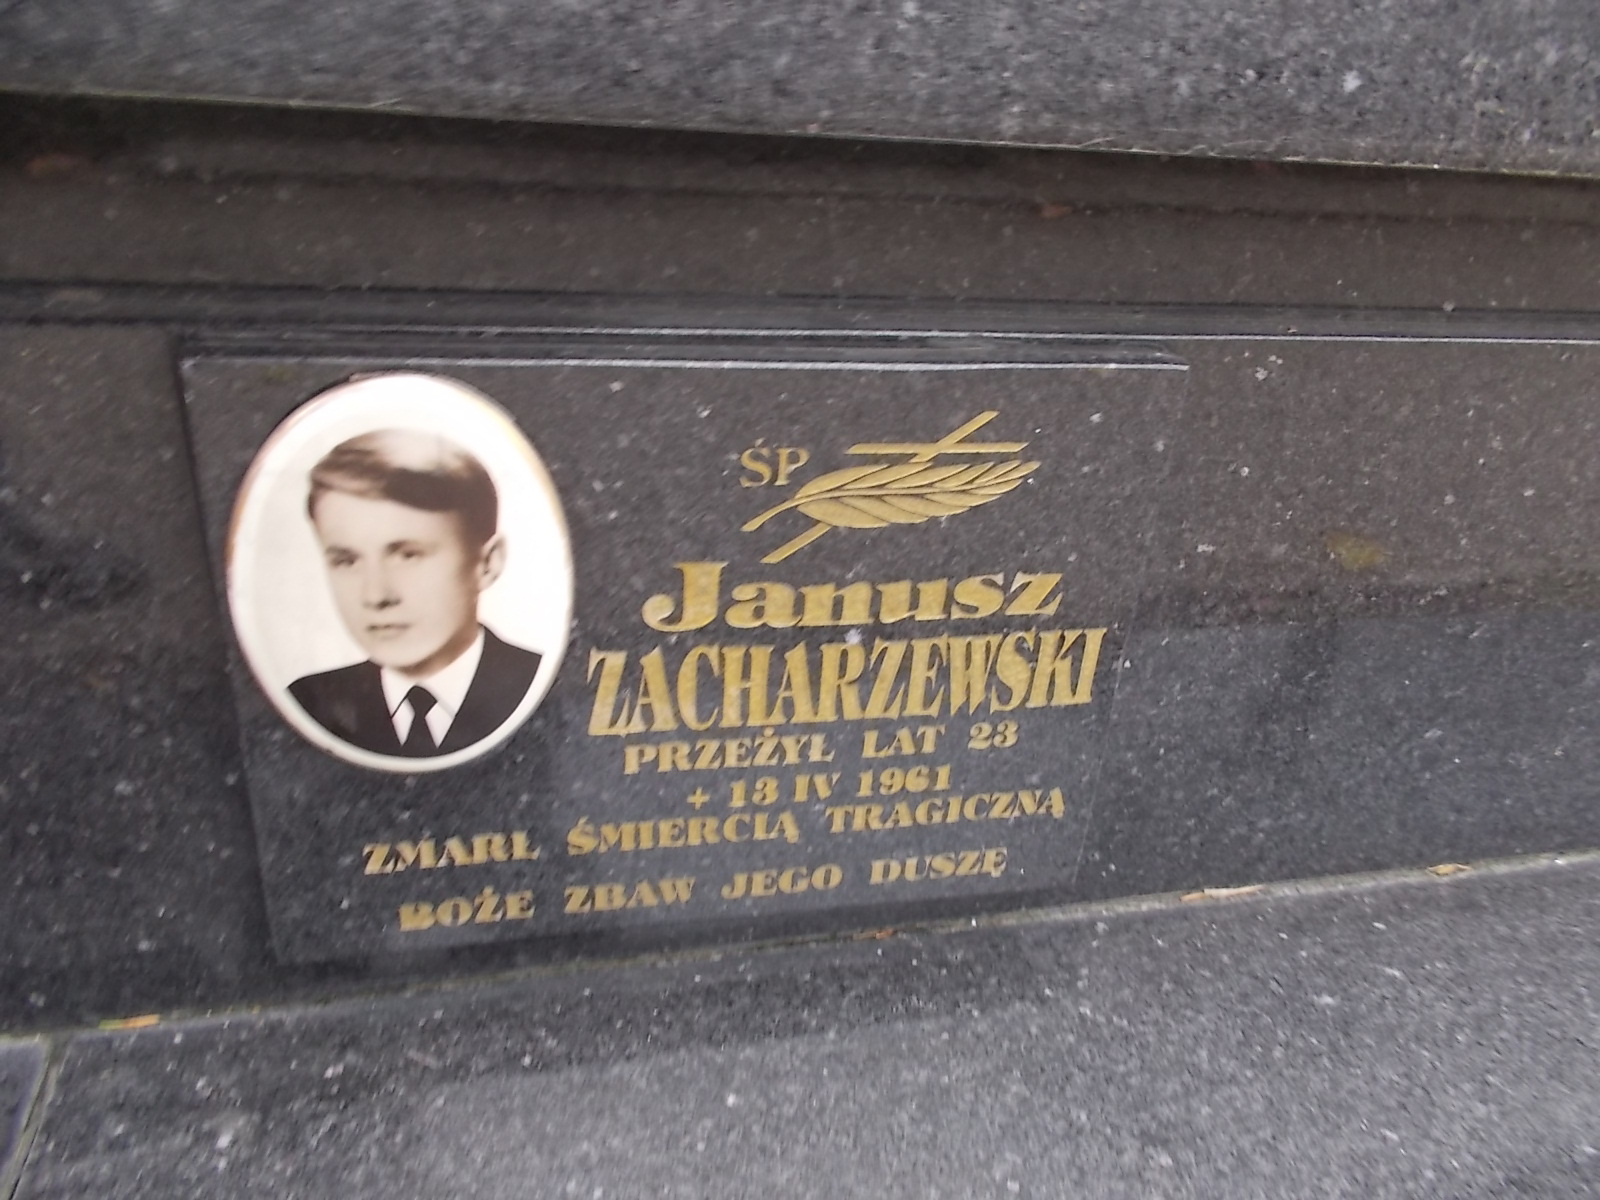 ŚP
Janusz
ZACHARZEWSKI
PRZEŻYŁ LAT 23
+ 13 IV 1961
ZMARŁ ŚMIERCIĄ TRAGICZNĄ
BOŻE ZBAW JEGO DUSZĘ